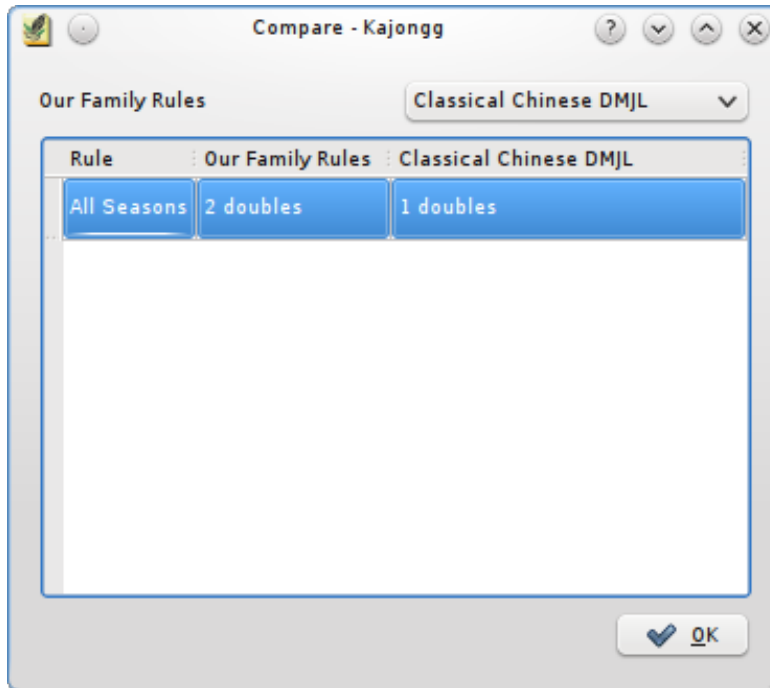 Compare - Kajongg
Our Family Rules Classical Chinese DMJL
Rule Our Family Rules Classical Chinese DMJL
All Seasons 2 doubles 1 doubles
OK